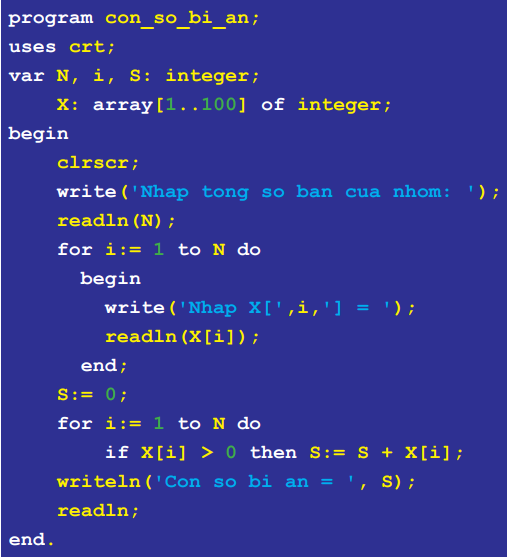 program con_so_bi_an;
uses crt;
var N, i, S: integer;
    X: array[1..100] of integer;
begin
    clrscr;
    write('Nhap tong so ban cua nhom: ');
    readln(N);
    for i:= 1 to N do
      begin
        write('Nhap X[',i,'] = ');
        readln(X[i]);
      end;
    S:= 0;
    for i:= 1 to N do
        if X[i] > 0 then S:= S + X[i];
    writeln('Con so bi an = ', S);
    readln;
end.